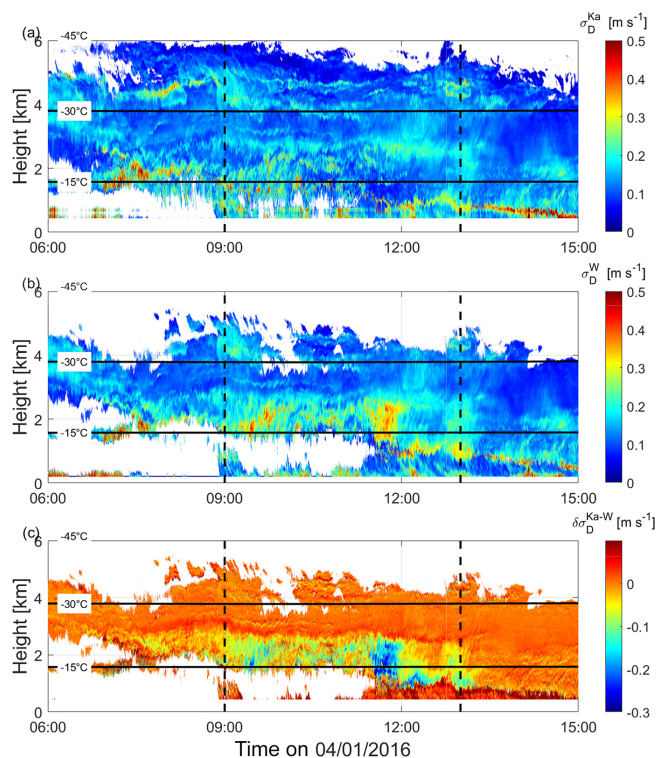 (a)
σ_D^Ka [m s⁻¹]
6
-45°C
4
-30°C
2
-15°C
0
Height [km]
06:00 09:00 12:00 15:00
0.5
0.4
0.3
0.2
0.1
0
(b)
σ_D^W [m s⁻¹]
6
-45°C
4
-30°C
2
-15°C
0
Height [km]
06:00 09:00 12:00 15:00
0.5
0.4
0.3
0.2
0.1
0
(c)
δσ_D^Ka-W [m s⁻¹]
6
-45°C
4
-30°C
2
-15°C
0
Height [km]
06:00 09:00 12:00 15:00
0
-0.1
-0.2
-0.3
Time on 04/01/2016